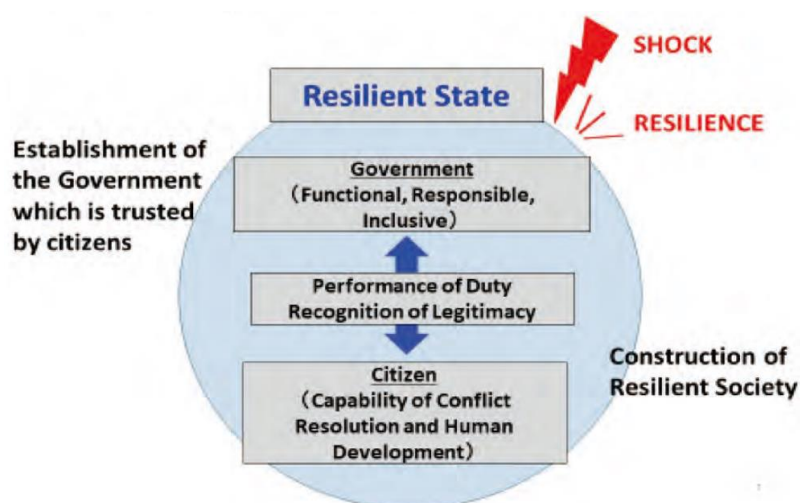 SHOCK
Resilient State
RESILIENCE
Establishment of
the Government
which is trusted
by citizens
Government
(Functional, Responsible,
Inclusive)
Performance of Duty
Recognition of Legitimacy
Citizen
(Capability of Conflict
Resolution and Human
Development)
Construction of
Resilient Society